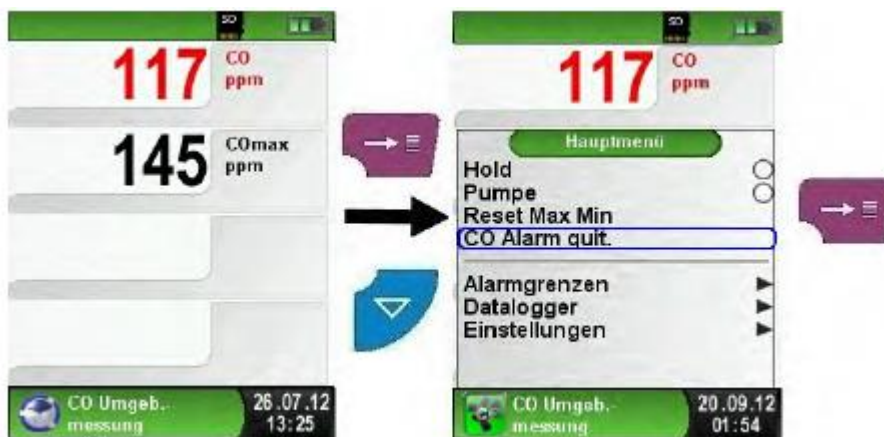 SD
117 CO
ppm
145 COmax
ppm
CO Umgeb.-
messung
26.07.12
13:25
SD
117 CO
ppm
Hauptmenü
Hold
Pumpe
Reset Max Min
CO Alarm quit.
Alarmgrenzen
Datalogger
Einstellungen
CO Umgeb.-
messung
20.09.12
01:54